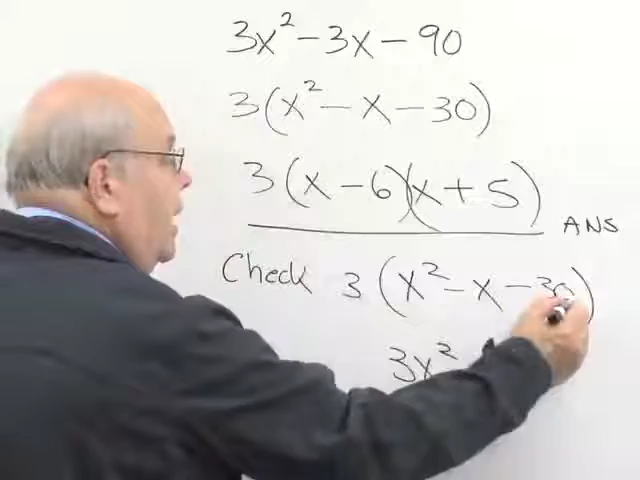 3x² - 3x - 90
3(x² - x - 30)
3(x - 6)(x + 5)
ANS
Check 3(x² - x - 30)
3x²